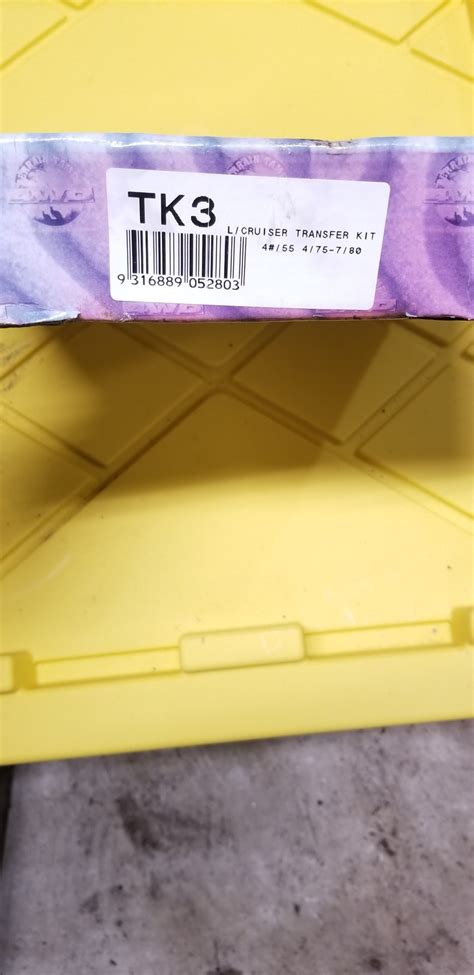 TK3
L/CRUISER TRANSFER KIT
4#/55 4/75-7/80
9 316889 052803